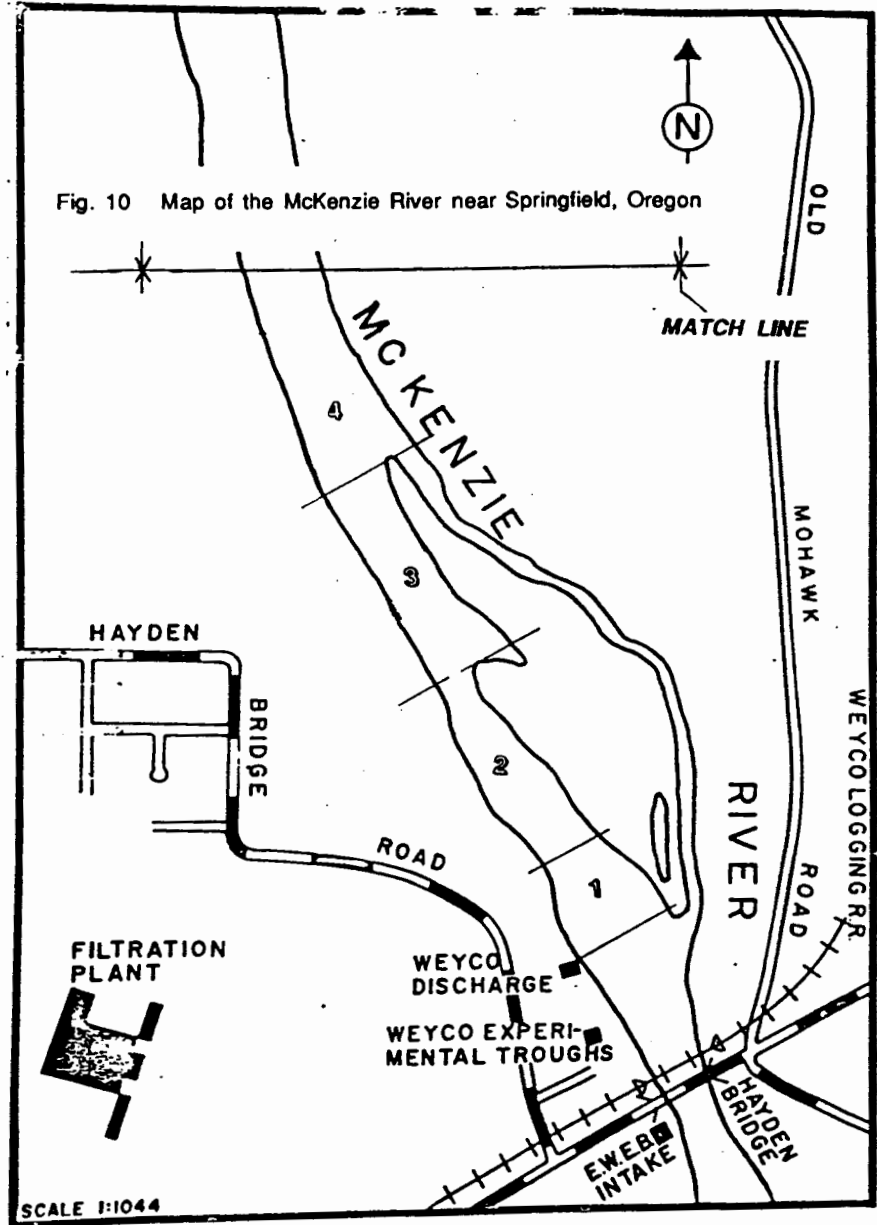 N
Fig. 10 Map of the McKenzie River near Springfield, Oregon
OLD
MATCH LINE
MCKENZIE
4
3
MOHAWK
HAYDEN
BRIDGE
WEYCO LOGGING R.R.
2
RIVER
ROAD
ROAD
1
FILTRATION
PLANT
WEYCO
DISCHARGE
WEYCO EXPERI-
MENTAL TROUGHS
HAYDEN
BRIDGE
E.W.E.B.
INTAKE
SCALE 1:1044